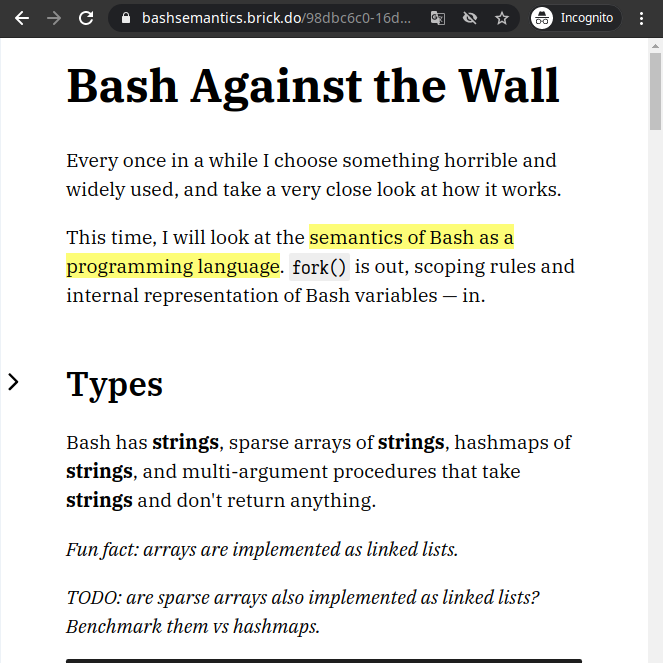 bashsemantics.brick.do/98dbc6c0-16d...
Incognito
Bash Against the Wall
Every once in a while I choose something horrible and
widely used, and take a very close look at how it works.
This time, I will look at the semantics of Bash as a
programming language. fork() is out, scoping rules and
internal representation of Bash variables — in.
Types
Bash has strings, sparse arrays of strings, hashmaps of
strings, and multi-argument procedures that take
strings and don't return anything.
Fun fact: arrays are implemented as linked lists.
TODO: are sparse arrays also implemented as linked lists?
Benchmark them vs hashmaps.